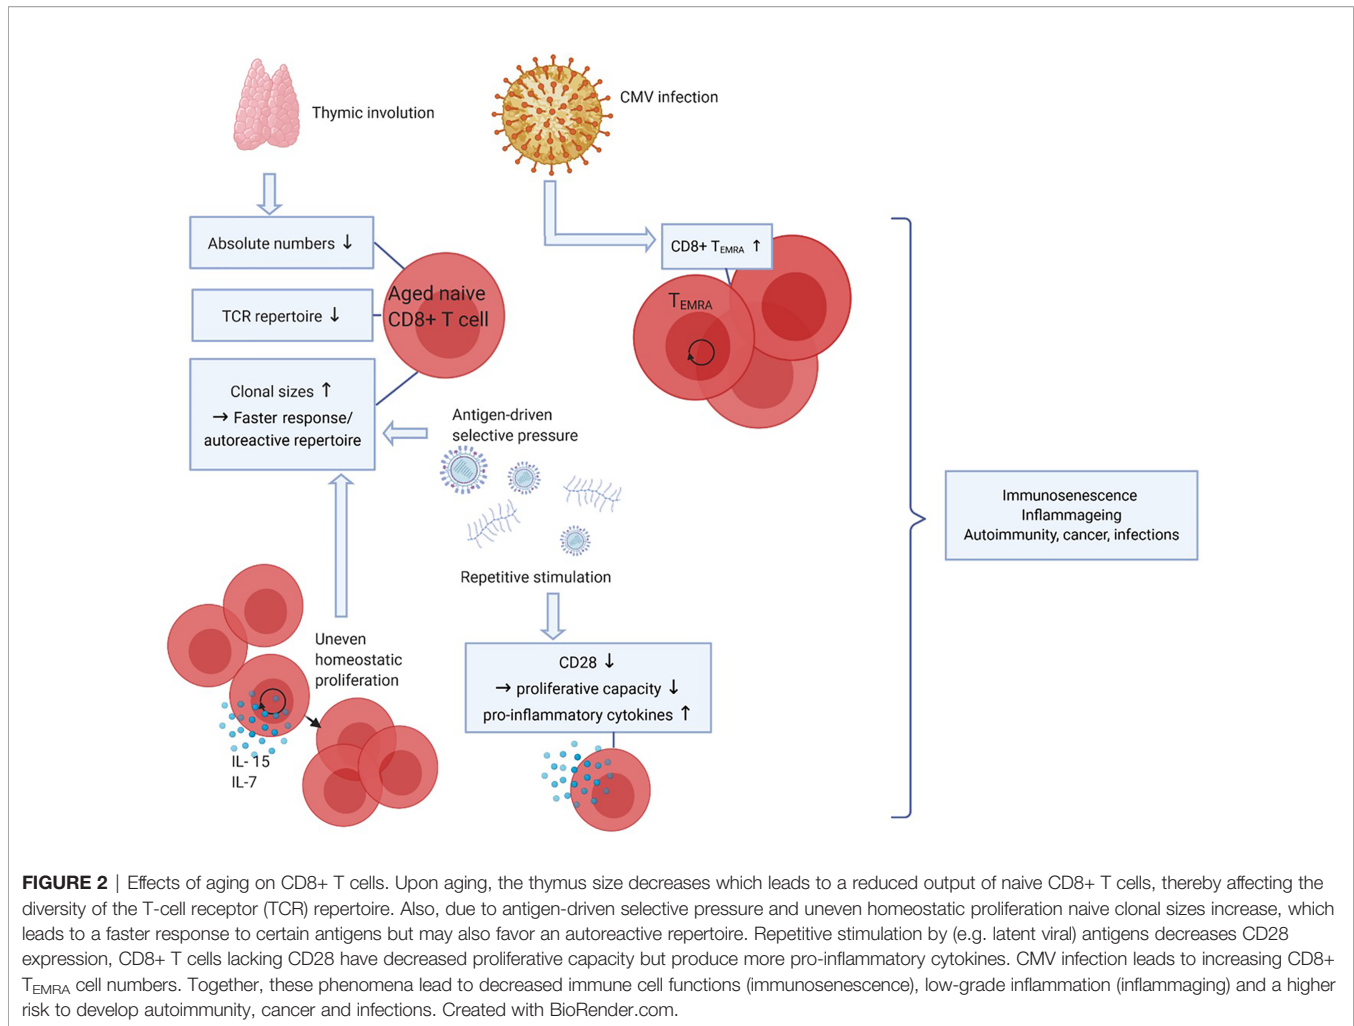 Thymic involution
CMV infection
Absolute numbers ↓
CD8+ TEMRA ↑
Aged naive
CD8+ T cell
TEMRA
TCR repertoire ↓
Clonal sizes ↑
→ Faster response/
autoreactive repertoire
Antigen-driven
selective pressure
Repetitive stimulation
Immunosenescence
Inflammageing
Autoimmunity, cancer, infections
Uneven
homeostatic
proliferation
IL- 15
IL-7
CD28 ↓
→ proliferative capacity ↓
pro-inflammatory cytokines ↑
FIGURE 2 | Effects of aging on CD8+ T cells. Upon aging, the thymus size decreases which leads to a reduced output of naive CD8+ T cells, thereby affecting the
diversity of the T-cell receptor (TCR) repertoire. Also, due to antigen-driven selective pressure and uneven homeostatic proliferation naive clonal sizes increase, which
leads to a faster response to certain antigens but may also favor an autoreactive repertoire. Repetitive stimulation by (e.g. latent viral) antigens decreases CD28
expression, CD8+ T cells lacking CD28 have decreased proliferative capacity but produce more pro-inflammatory cytokines. CMV infection leads to increasing CD8+
TEMRA cell numbers. Together, these phenomena lead to decreased immune cell functions (immunosenescence), low-grade inflammation (inflammaging) and a higher
risk to develop autoimmunity, cancer and infections. Created with BioRender.com.